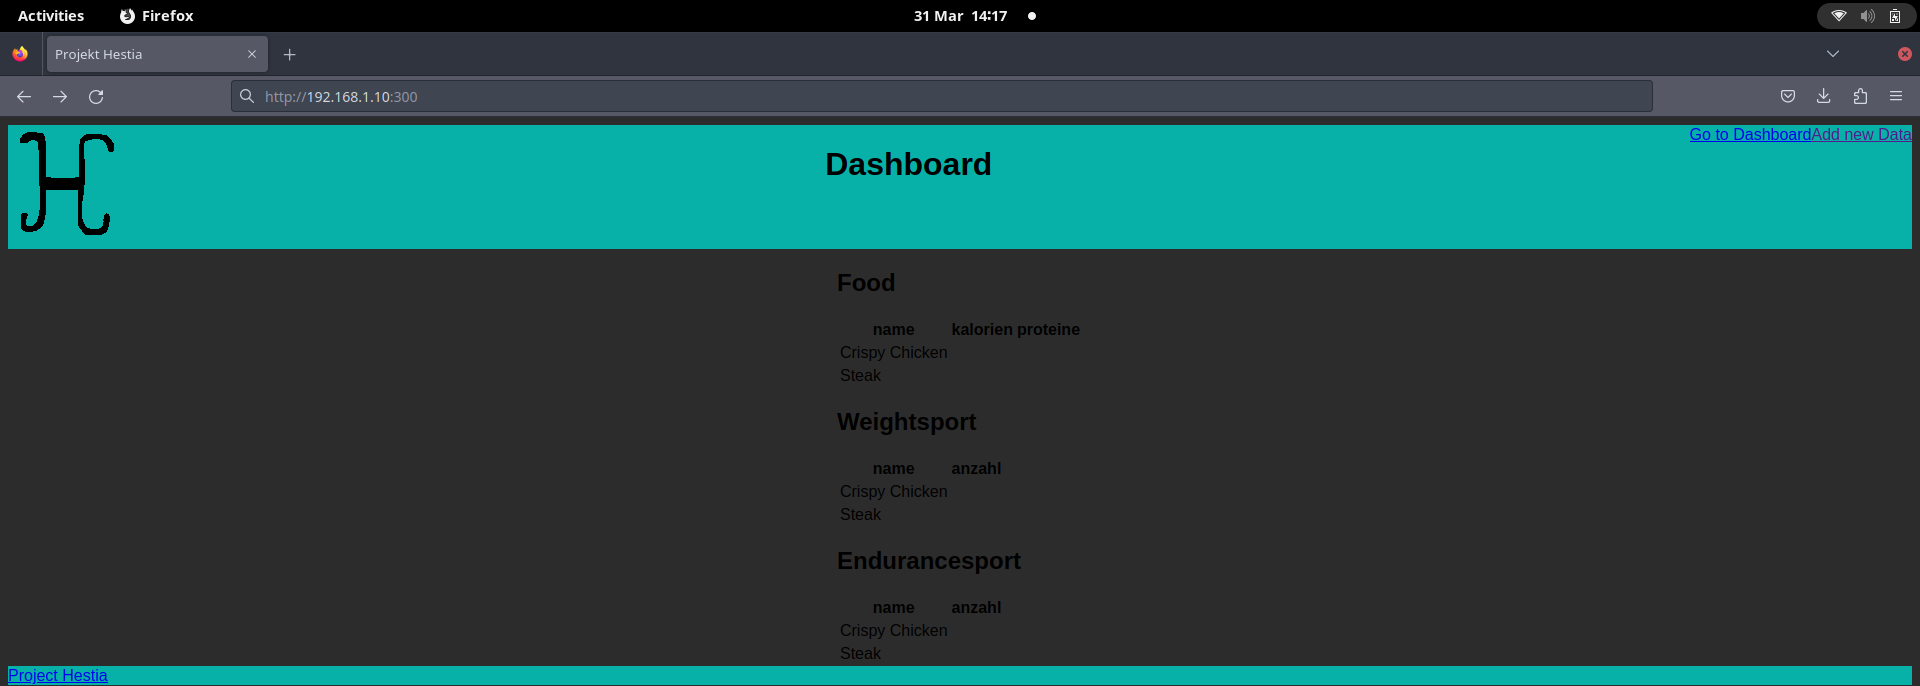 Activities Firefox 31 Mar 14:17
Projekt Hestia
http://192.168.1.10:300
H
Go to DashboardAdd new Data
Dashboard
Food
name kalorien proteine
Crispy Chicken
Steak
Weightsport
name anzahl
Crispy Chicken
Steak
Endurancesport
name anzahl
Crispy Chicken
Steak
Project Hestia